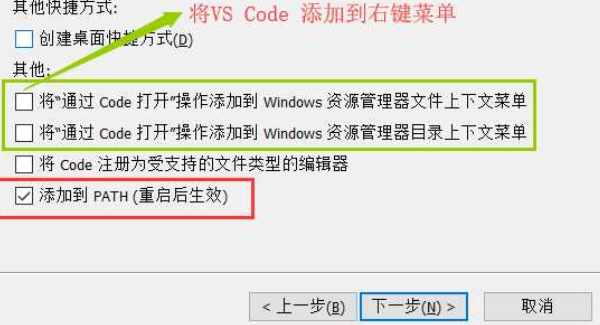 其他快捷方式:
将VS Code 添加到右键菜单
创建桌面快捷方式(D)
其他:
将“通过 Code 打开”操作添加到 Windows 资源管理器文件上下文菜单
将“通过 Code 打开”操作添加到 Windows 资源管理器目录上下文菜单
将 Code 注册为受支持的文件类型的编辑器
添加到 PATH (重启后生效)
< 上一步(B) 下一步(N) > 取消